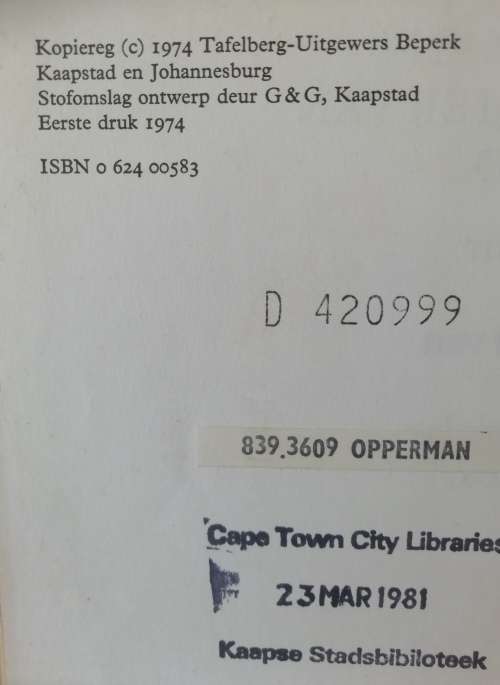 Kopiereg (c) 1974 Tafelberg-Uitgewers Beperk
Kaapstad en Johannesburg
Stofomslag ontwerp deur G & G, Kaapstad
Eerste druk 1974
ISBN 0 624 00583
D 420999
839.3609 OPPERMAN
Cape Town City Libraries
23 MAR 1981
Kaapse Stadsbibiloteek